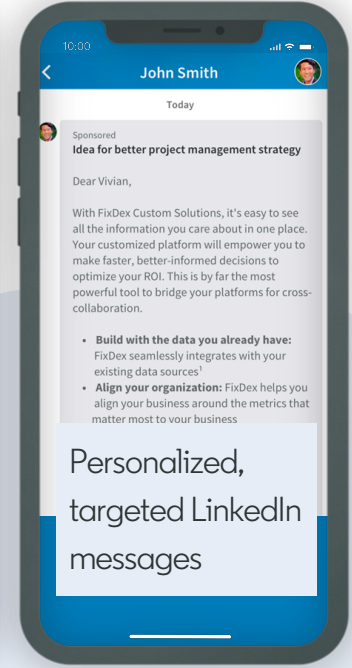 10:00
John Smith
Today
Sponsored
Idea for better project management strategy
Dear Vivian,
With FixDex Custom Solutions, it's easy to see
all the information you care about in one place.
Your customized platform will empower you to
make faster, better-informed decisions to
optimize your ROI. This is by far the most
powerful tool to bridge your platforms for cross-
collaboration.
• Build with the data you already have:
FixDex seamlessly integrates with your
existing data sources¹
• Align your organization: FixDex helps you
align your business around the metrics that
matter most to your business
Personalized,
targeted LinkedIn
messages